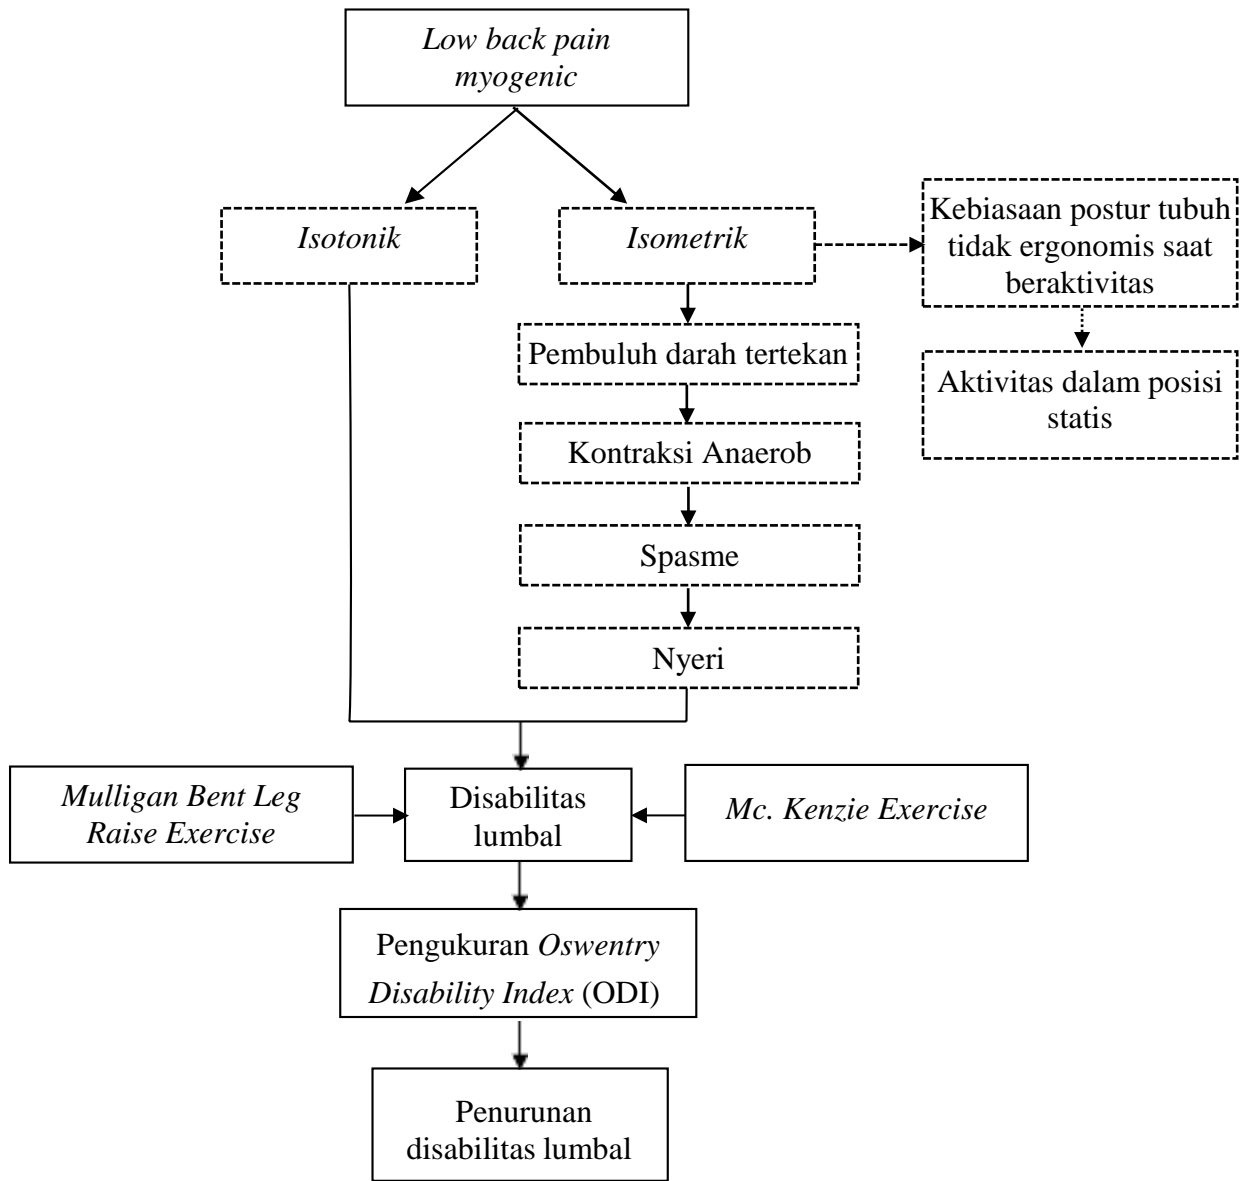 Low back pain
myogenic
Isotonik
Isometrik
Kebiasaan postur tubuh
tidak ergonomis saat
beraktivitas
Pembuluh darah tertekan
Aktivitas dalam posisi
statis
Kontraksi Anaerob
Spasme
Nyeri
Mulligan Bent Leg
Raise Exercise
Disabilitas
lumbal
Mc. Kenzie Exercise
Pengukuran Oswentry
Disability Index (ODI)
Penurunan
disabilitas lumbal